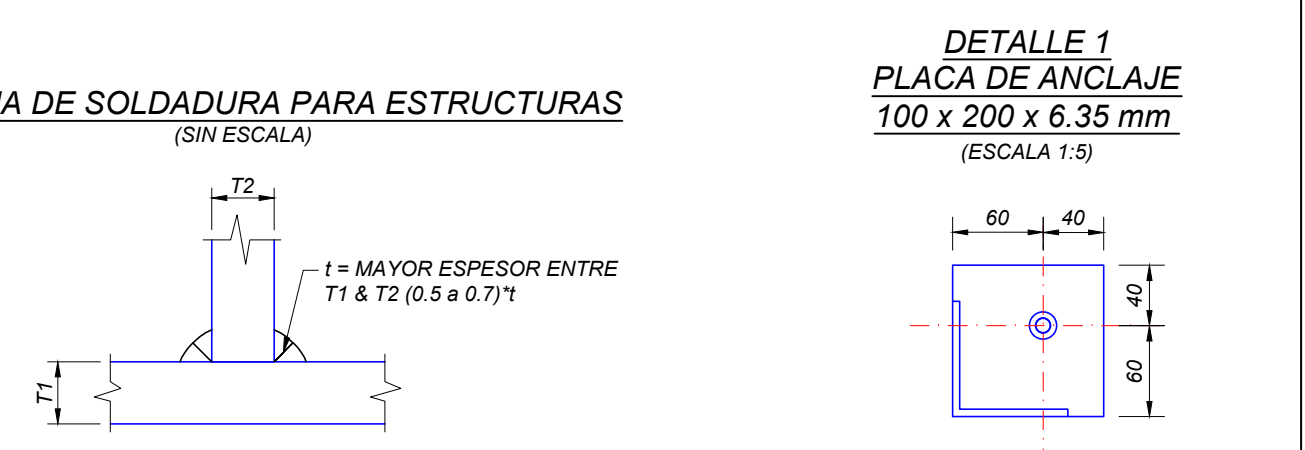 DE SOLDADURA PARA ESTRUCTURAS
(SIN ESCALA)
T2
t = MAYOR ESPESOR ENTRE
T1 & T2 (0.5 a 0.7)*t
T1
DETALLE 1
PLACA DE ANCLAJE
100 x 200 x 6.35 mm
(ESCALA 1:5)
60
40
40
60